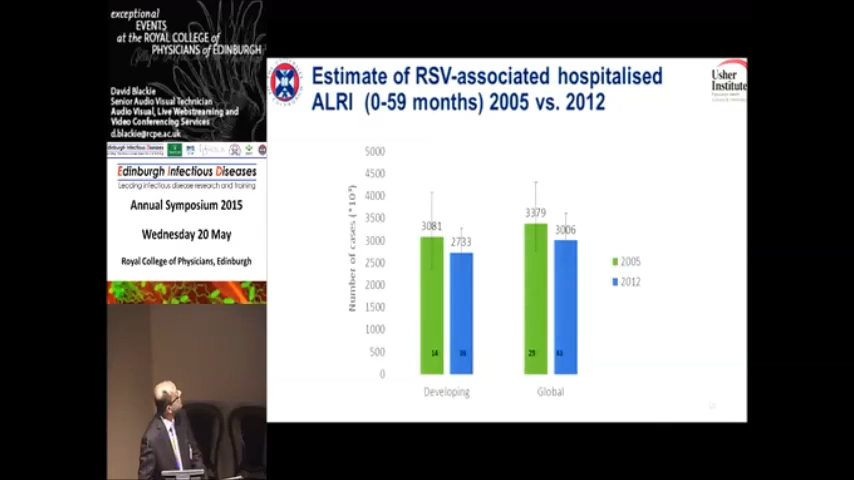 exceptional
EVENTS
at the ROYAL COLLEGE of
PHYSICIANS of EDINBURGH
David Blackie
Senior Audio Visual Technician
Audio Visual, Live Webstreaming and
Video Conferencing Services
d.blackie@rcpe.ac.uk
Edinburgh Infectious Diseases
Leading infectious disease research and training
Annual Symposium 2015
Wednesday 20 May
Royal College of Physicians, Edinburgh
Estimate of RSV-associated hospitalised
ALRI (0-59 months) 2005 vs. 2012
Usher
Institute
Number of cases (*10³)
5000
4500
4000
3500
3000
2500
2000
1500
1000
500
0
3081
2733
3379
3006
14
29
Developing
Global
2005
2012